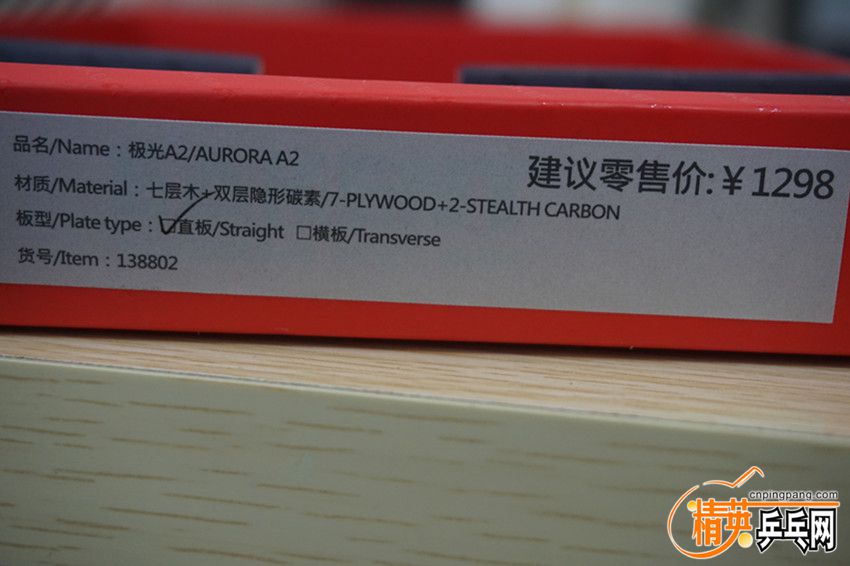 品名/Name：极光A2/AURORA A2
建议零售价:￥1298
材质/Material：七层木+双层隐形碳素/7-PLYWOOD+2-STEALTH CARBON
板型/Plate type：☑直板/Straight ☐横板/Transverse
货号/Item：138802
cnpingpang.com
精英乒乓网